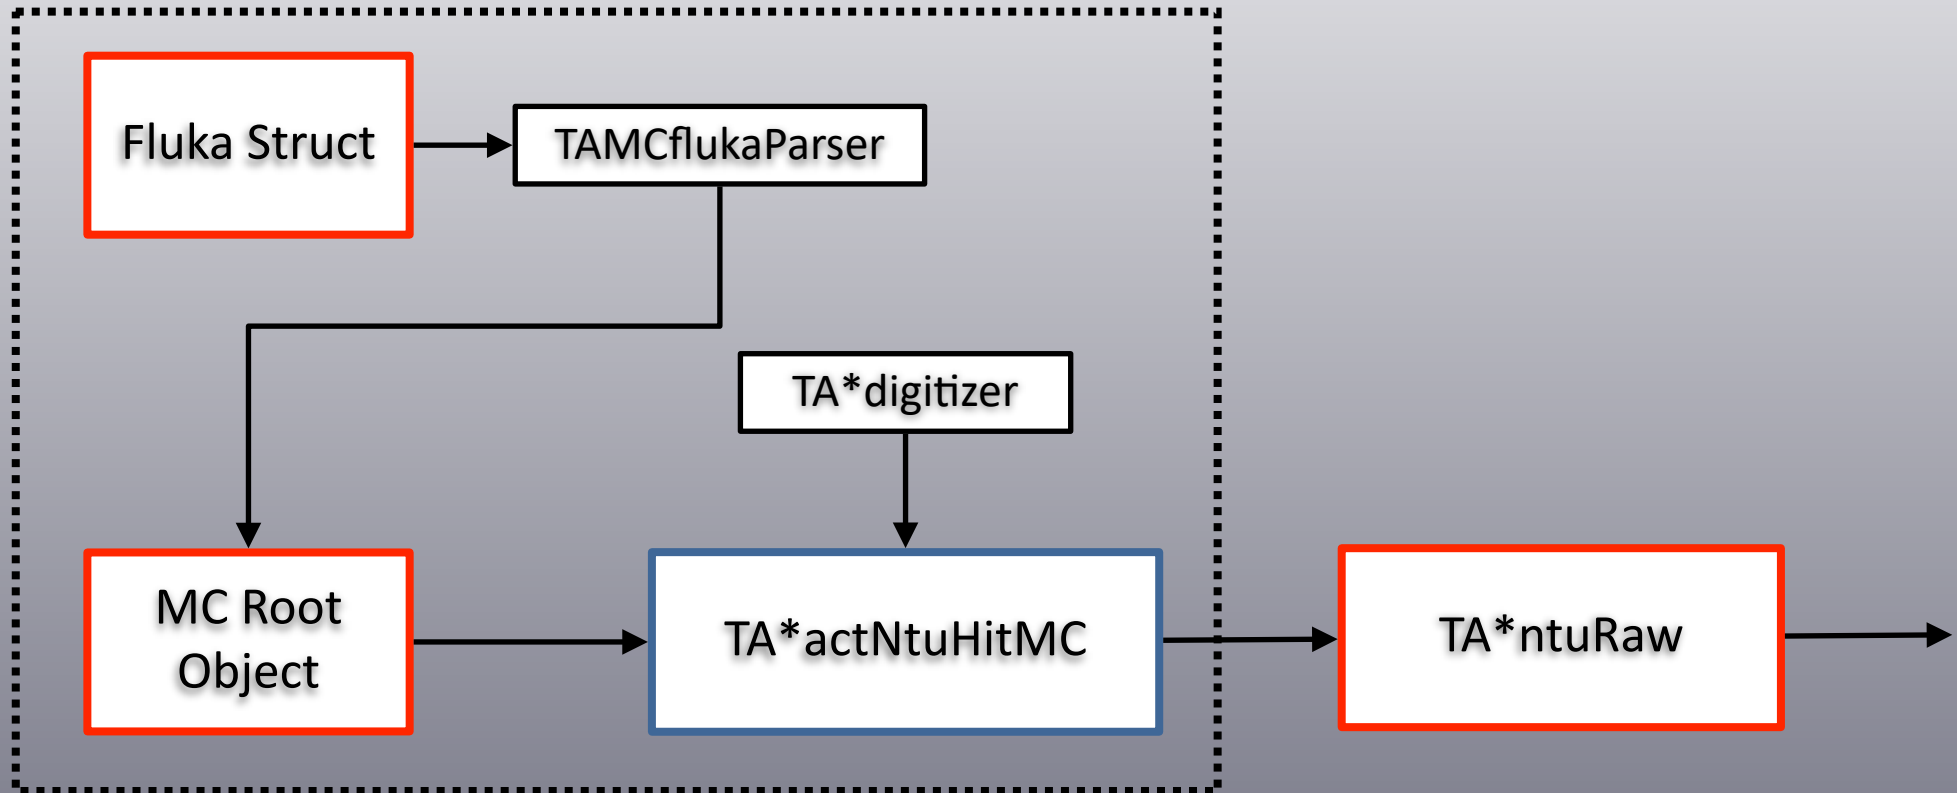 Fluka Struct
TAMCflukaParser
TA*digitizer
MC Root
Object
TA*actNtuHitMC
TA*ntuRaw